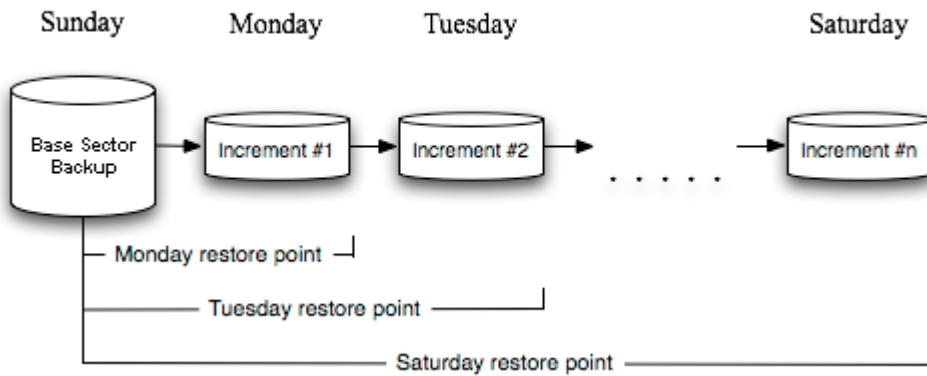 Sunday
Monday
Tuesday
Saturday
Base Sector
Backup
Increment #1
Increment #2
. . . . .
Increment #n
Monday restore point
Tuesday restore point
Saturday restore point